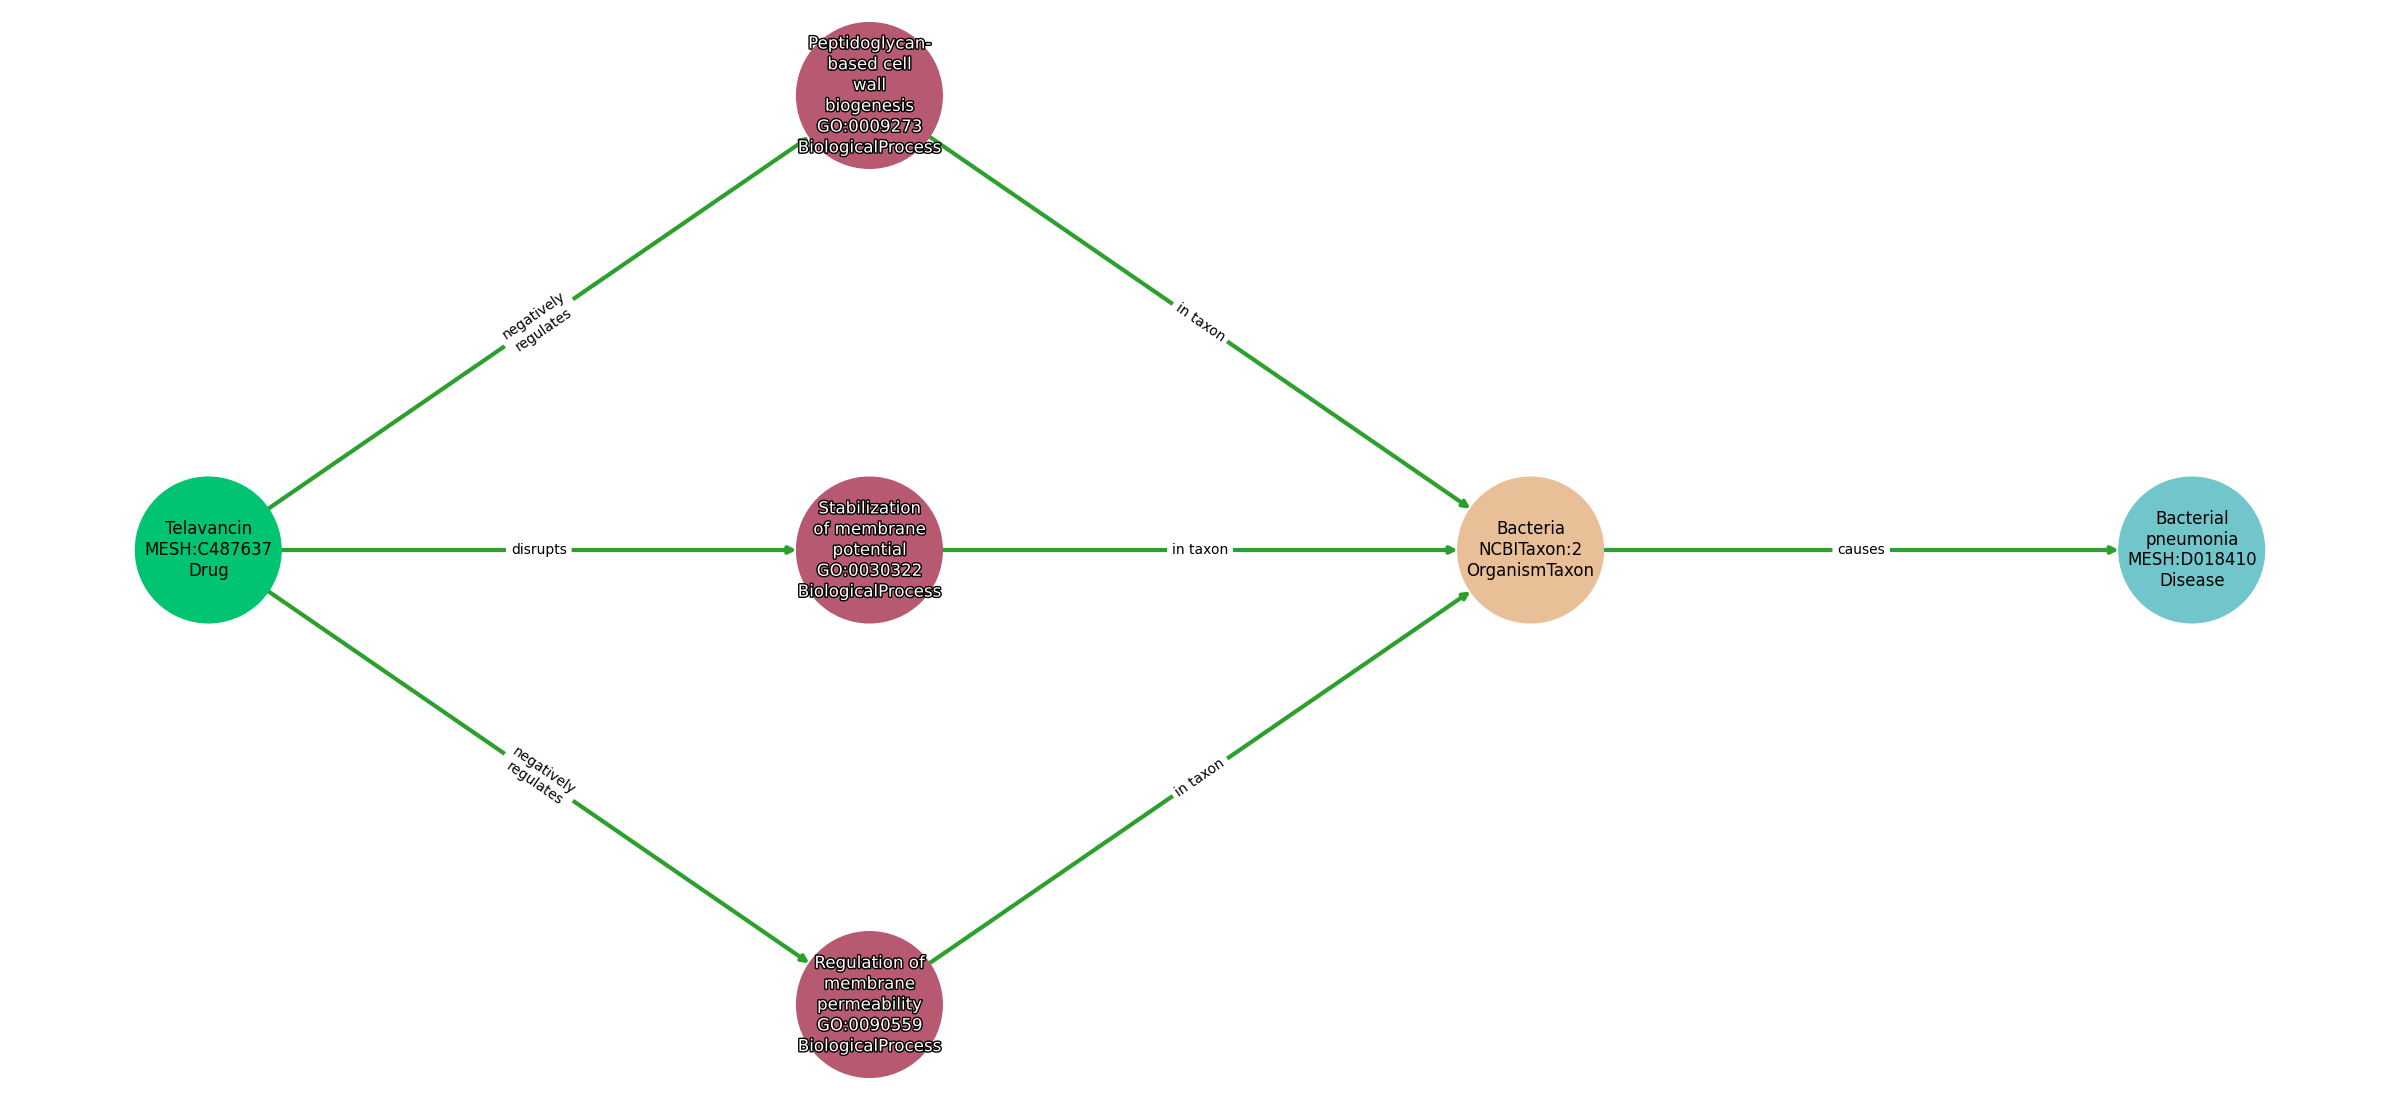 Peptidoglycan-
based cell
wall
biogenesis
GO:0009273
BiologicalProcess
negatively
regulates
in taxon
Telavancin
MESH:C487637
Drug
disrupts
Stabilization
of membrane
potential
GO:0030322
BiologicalProcess
in taxon
Bacteria
NCBITaxon:2
OrganismTaxon
causes
Bacterial
pneumonia
MESH:D018410
Disease
negatively
regulates
in taxon
Regulation of
membrane
permeability
GO:0090559
BiologicalProcess